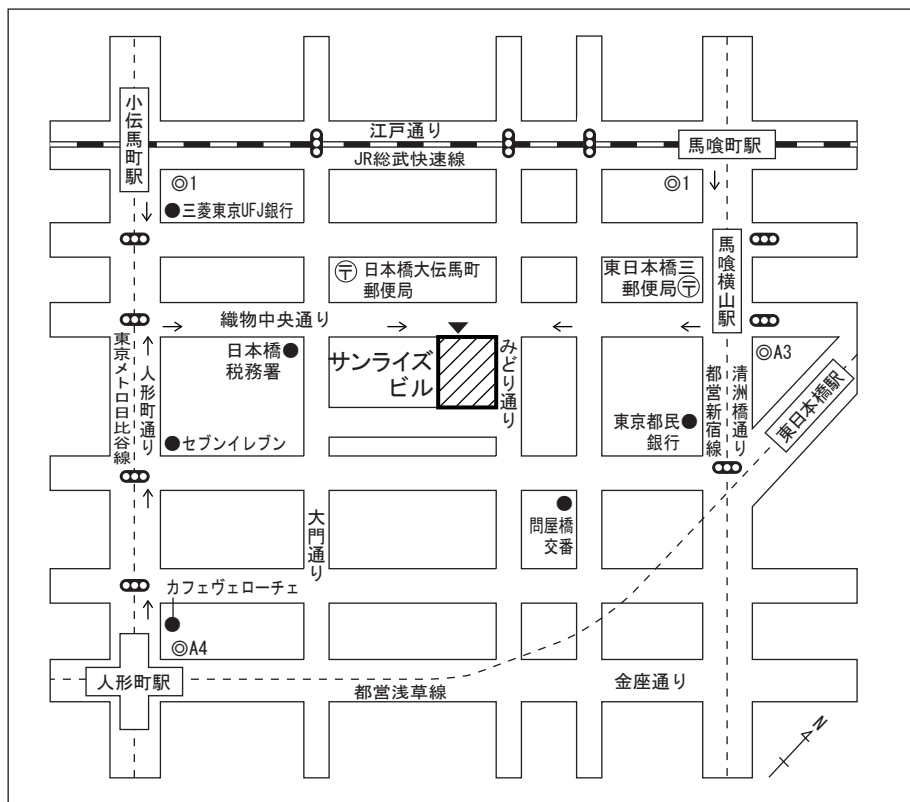 小伝馬町駅
江戸通り
JR総武快速線
馬喰町駅
◎1
三菱東京UFJ銀行
◎1
馬喰横山駅
〒
日本橋大伝馬町
郵便局
東日本橋三
郵便局
〒
織物中央通り
東京メトロ日比谷線
人形町通り
日本橋
税務署
サンライズ
ビル
みどり通り
◎A3
都営新宿線
清洲橋通り
東日本橋駅
東京都民
銀行
セブンイレブン
大門通り
問屋橋
交番
カフェヴェローチェ
◎A4
人形町駅
都営浅草線
金座通り
N